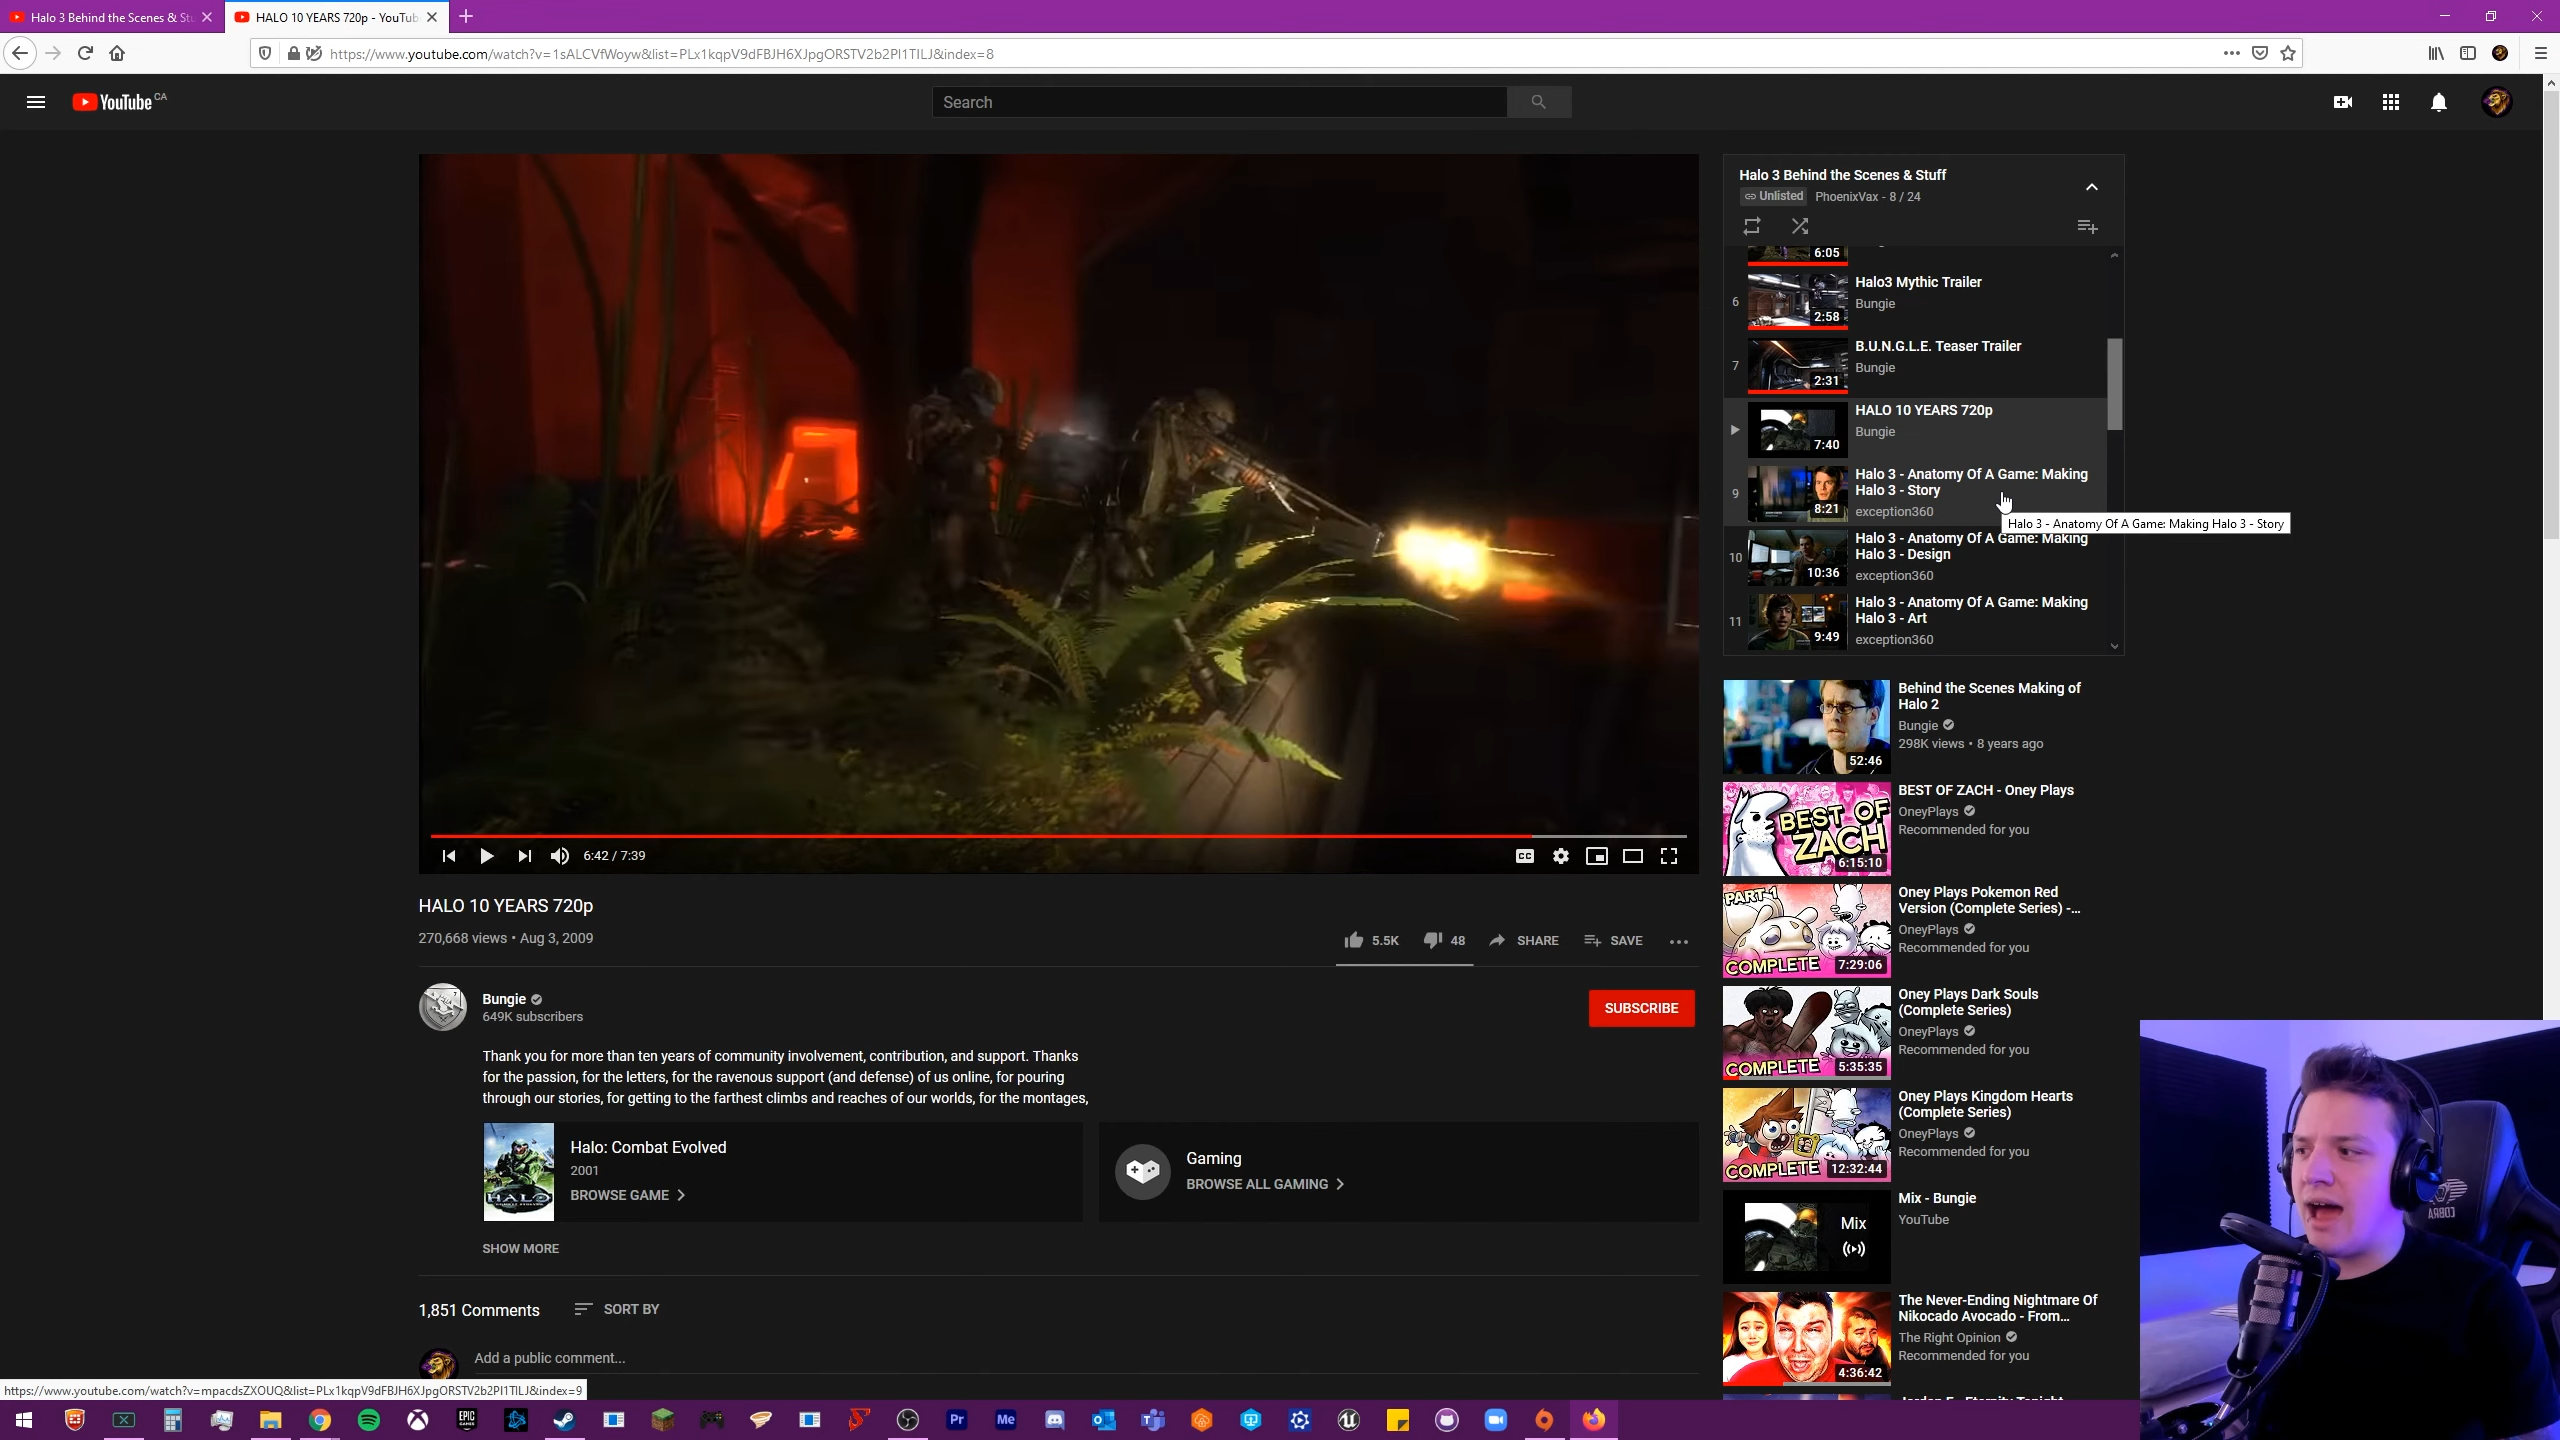 Halo 3 Behind the Scenes & Stu
HALO 10 YEARS 720p - YouTub
https://www.youtube.com/watch?v=1sALCVfWoyw&list=PLx1kqpV9dFBJH6XJpgORSTV2b2PI1TILJ&index=8
YouTube CA
Search
Halo 3 Behind the Scenes & Stuff
Unlisted PhoenixVax - 8 / 24
6:05
6
2:58
Halo3 Mythic Trailer
Bungie
7
2:31
B.U.N.G.L.E. Teaser Trailer
Bungie
7:40
HALO 10 YEARS 720p
Bungie
9
8:21
Halo 3 - Anatomy Of A Game: Making
Halo 3 - Story
exception360
Halo 3 - Anatomy Of A Game: Making Halo 3 - Story
10
10:36
Halo 3 - Anatomy Of A Game: Making
Halo 3 - Design
exception360
11
9:49
Halo 3 - Anatomy Of A Game: Making
Halo 3 - Art
exception360
6:42 / 7:39
CC
HALO 10 YEARS 720p
270,668 views • Aug 3, 2009
5.5K 48 SHARE SAVE
Bungie
649K subscribers
SUBSCRIBE
Thank you for more than ten years of community involvement, contribution, and support. Thanks
for the passion, for the letters, for the ravenous support (and defense) of us online, for pouring
through our stories, for getting to the farthest climbs and reaches of our worlds, for the montages,
HALO
Halo: Combat Evolved
2001
BROWSE GAME
Gaming
BROWSE ALL GAMING
SHOW MORE
1,851 Comments SORT BY
Add a public comment...
52:46
Behind the Scenes Making of
Halo 2
Bungie
298K views • 8 years ago
BEST OF
ZACH
6:15:10
BEST OF ZACH - Oney Plays
OneyPlays
Recommended for you
PART 1
COMPLETE
7:29:06
Oney Plays Pokemon Red
Version (Complete Series) -...
OneyPlays
Recommended for you
COMPLETE
5:35:35
Oney Plays Dark Souls
(Complete Series)
OneyPlays
Recommended for you
COMPLETE
12:32:44
Oney Plays Kingdom Hearts
(Complete Series)
OneyPlays
Recommended for you
Mix
Mix - Bungie
YouTube
4:36:42
The Never-Ending Nightmare Of
Nikocado Avocado - From...
The Right Opinion
Recommended for you
COBRA
https://www.youtube.com/watch?v=mpacdsZXOUQ&list=PLx1kqpV9dFBJH6XJpgORSTV2b2PI1TILJ&index=9
EPIC
GAMES
Pr
Me